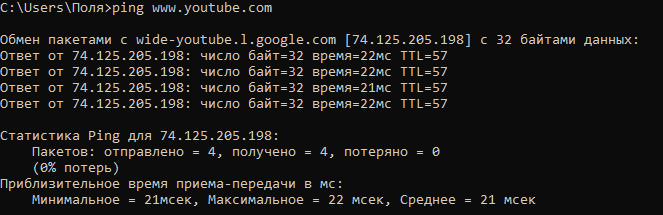 C:\Users\Поля>ping www.youtube.com
Обмен пакетами с wide-youtube.l.google.com [74.125.205.198] с 32 байтами данных:
Ответ от 74.125.205.198: число байт=32 время=22мс TTL=57
Ответ от 74.125.205.198: число байт=32 время=22мс TTL=57
Ответ от 74.125.205.198: число байт=32 время=21мс TTL=57
Ответ от 74.125.205.198: число байт=32 время=22мс TTL=57
Статистика Ping для 74.125.205.198:
Пакетов: отправлено = 4, получено = 4, потеряно = 0
(0% потерь)
Приблизительное время приема-передачи в мс:
Минимальное = 21мсек, Максимальное = 22 мсек, Среднее = 21 мсек